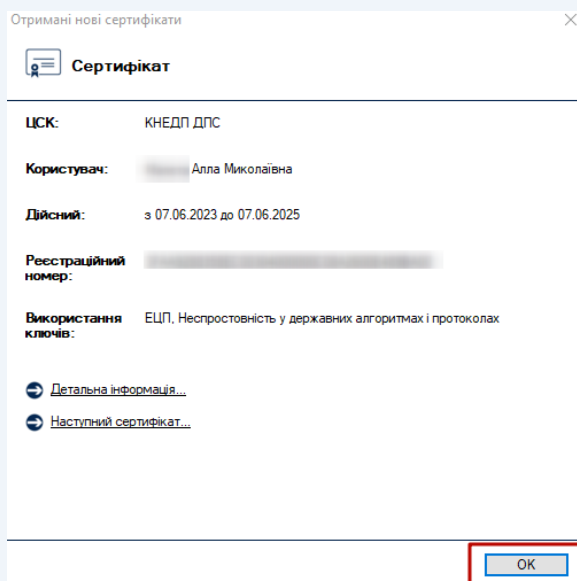 Отримані нові сертифікати
Сертифікат
ЦСК: КНЕДП ДПС
Користувач: Алла Миколаївна
Дійсний: з 07.06.2023 до 07.06.2025
Реєстраційний
номер:
Використання ЕЦП, Неспростовність у державних алгоритмах і протоколах
ключів:
Детальна інформація...
Наступний сертифікат...
OK